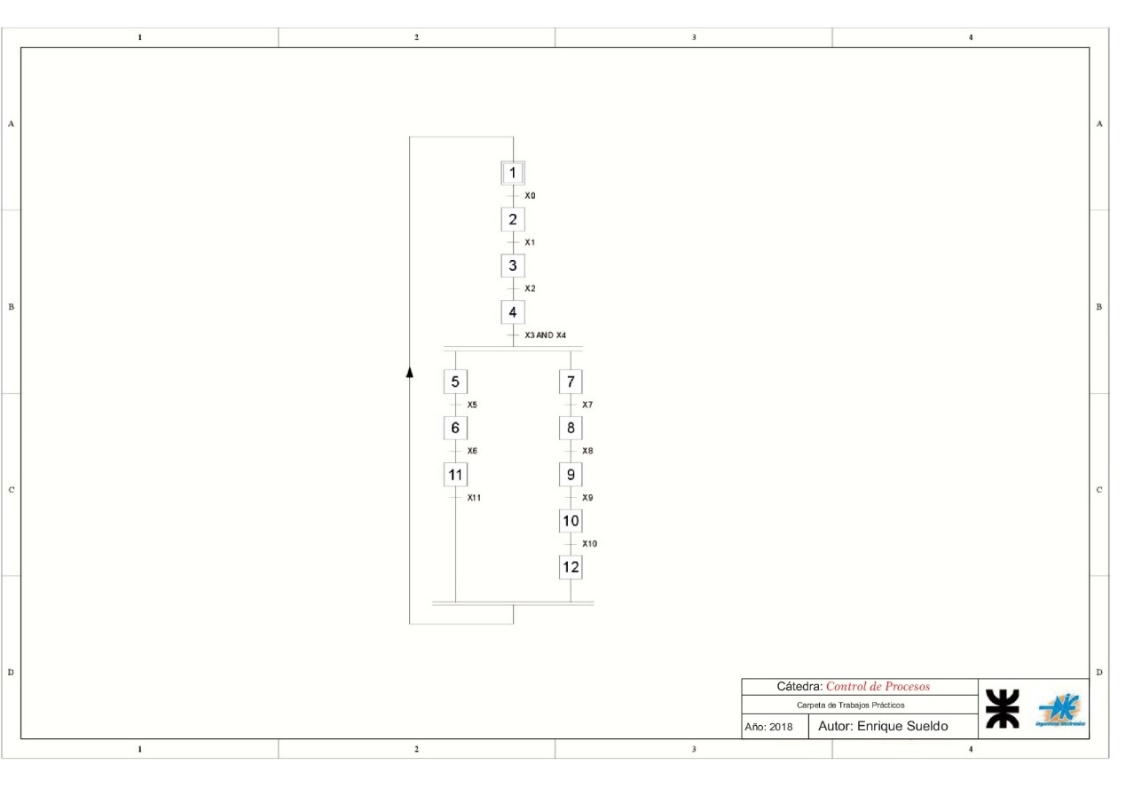 1 2 3 4
A A
1
X0
2
X1
3
X2
B B
4
X3 AND X4
5 7
X5 X7
6 8
X6 X8
11 9
C C
X11 X9
10
X10
12
D D
Cátedra: Control de Procesos
Carpeta de Trabajos Prácticos
Año: 2018 Autor: Enrique Sueldo
1 2 3 4